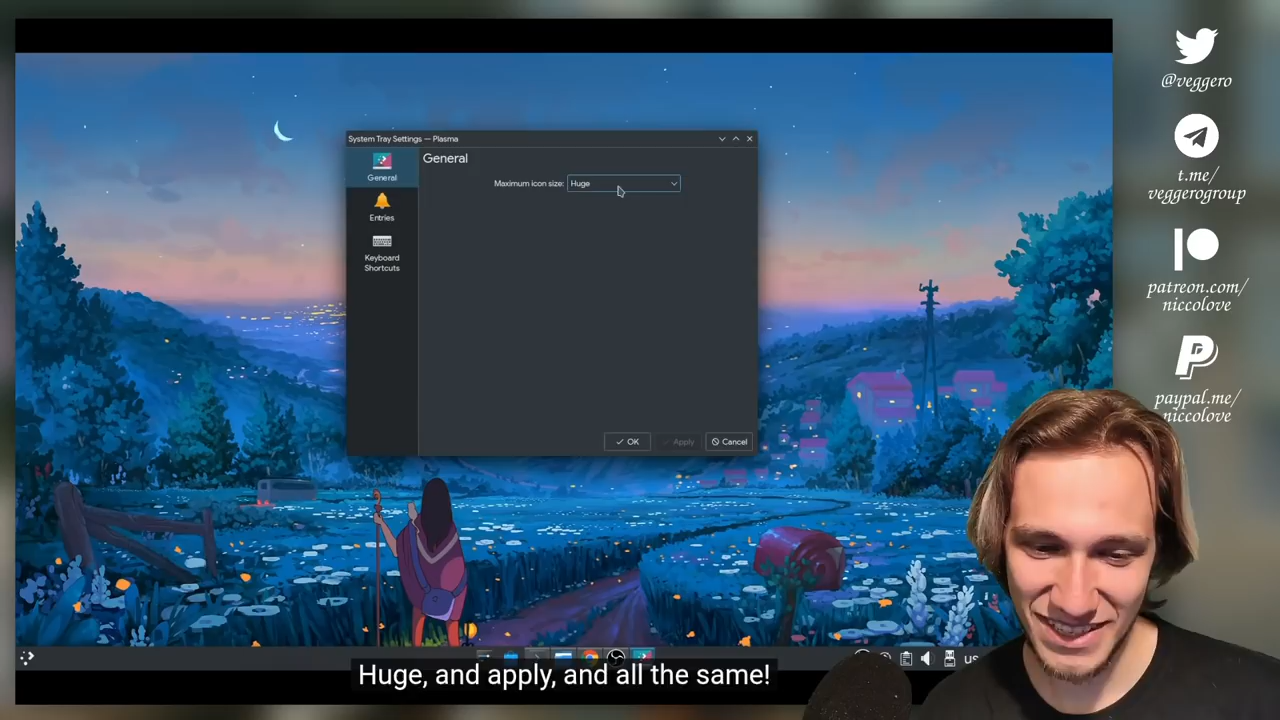 @veggero
t.me/
veggerogroup
patreon.com/
niccolove
paypal.me/
niccolove
System Tray Settings — Plasma
General
General
Maximum icon size: Huge
Entries
Keyboard
Shortcuts
OK
Apply
Cancel
US
Huge, and apply, and all the same!